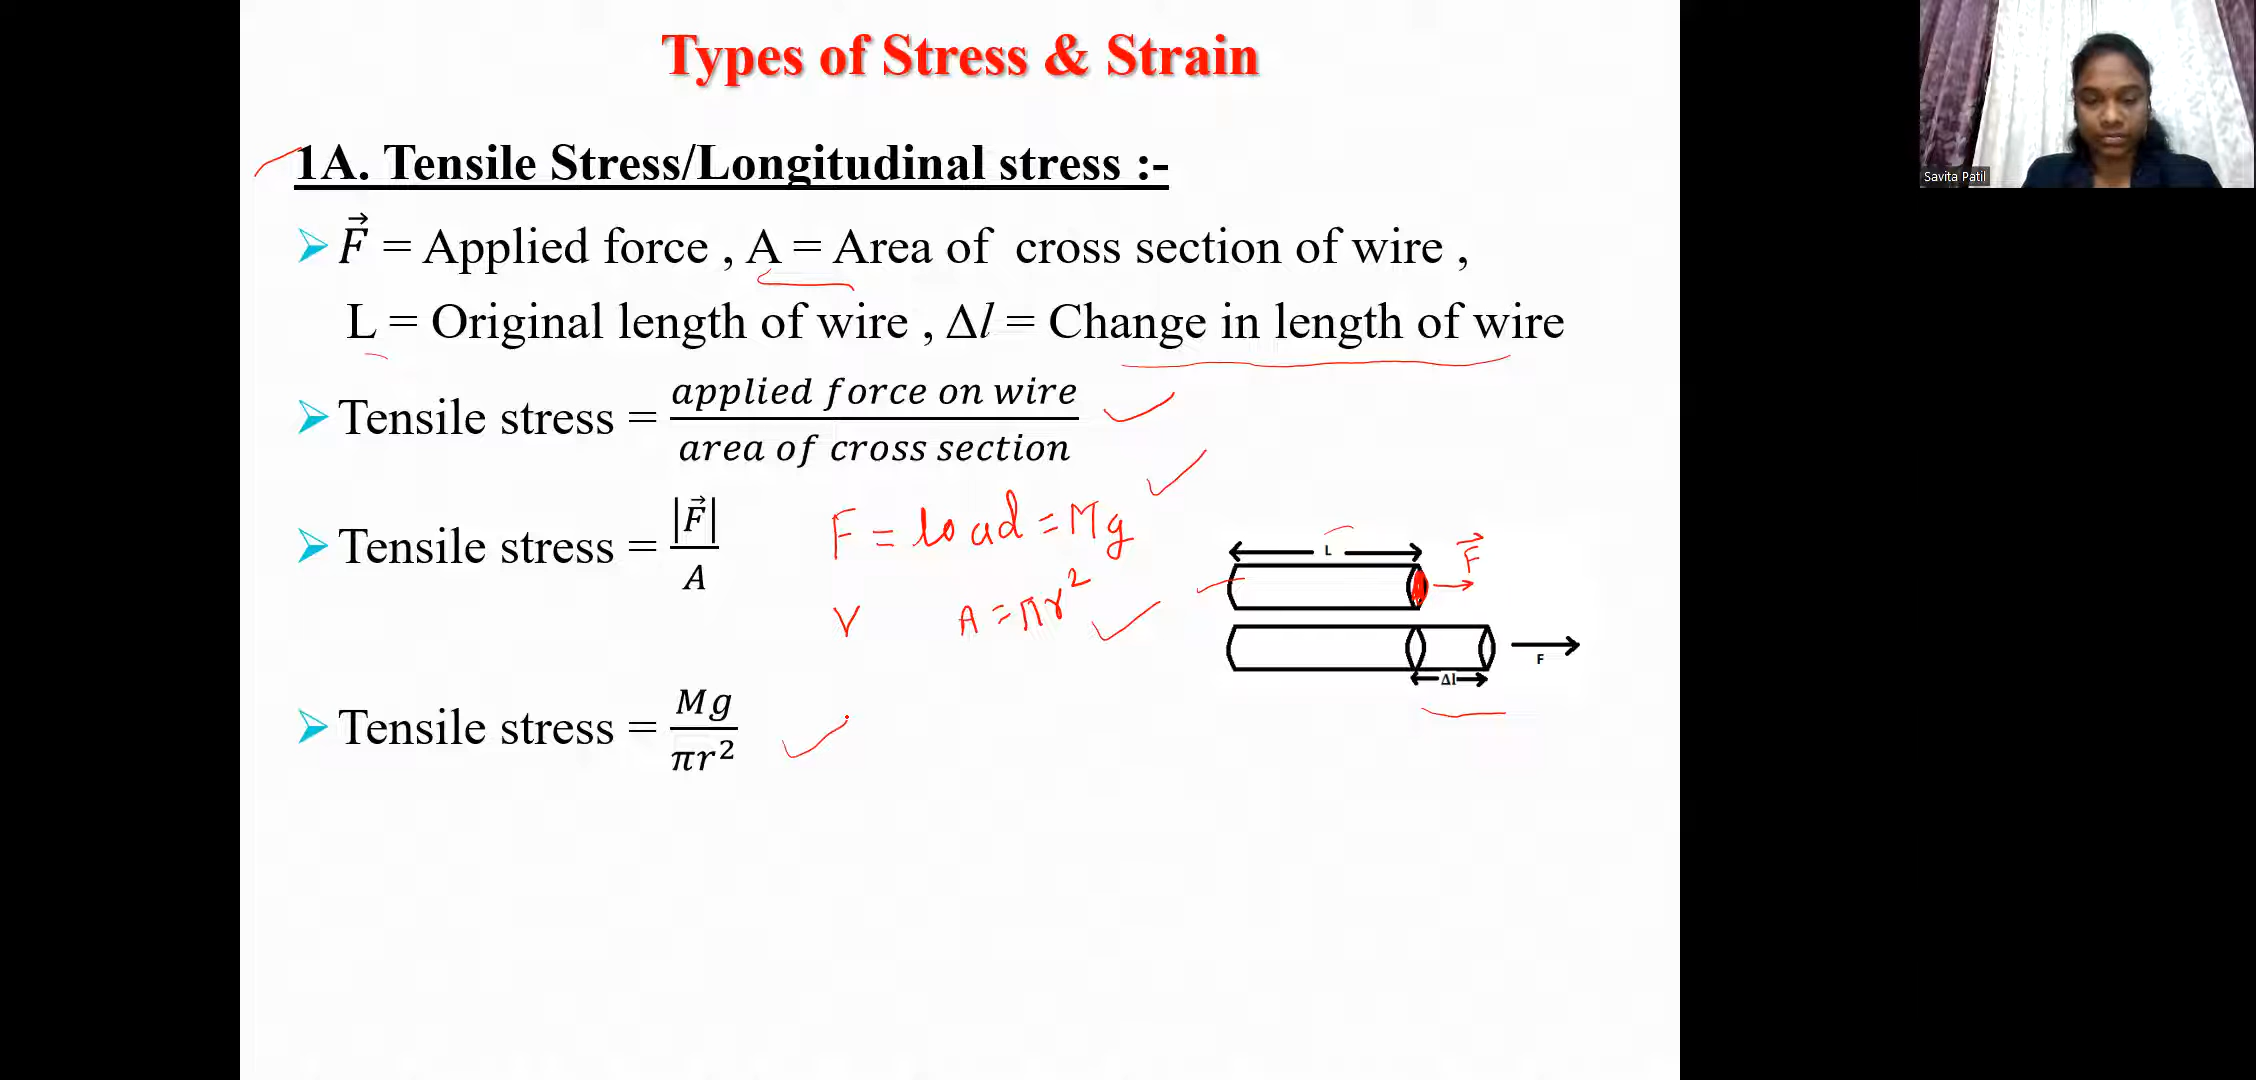 Types of Stress & Strain
Savita Patil
1A. Tensile Stress/Longitudinal stress :-
➢ F⃗ = Applied force , A = Area of cross section of wire ,
L = Original length of wire , Δl = Change in length of wire
➢ Tensile stress = applied force on wire / area of cross section
➢ Tensile stress = |F⃗| / A
F = load = Mg
A = πr²
L
F⃗
F
Δl
➢ Tensile stress = Mg / πr²